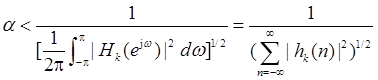 α < 1 / [ (1/2π) ∫_{-π}^{π} | H_k(e^{jω}) |² dω ]^{1/2} = 1 / ( ∑_{n=-∞}^{∞} | h_k(n) |² )^{1/2}